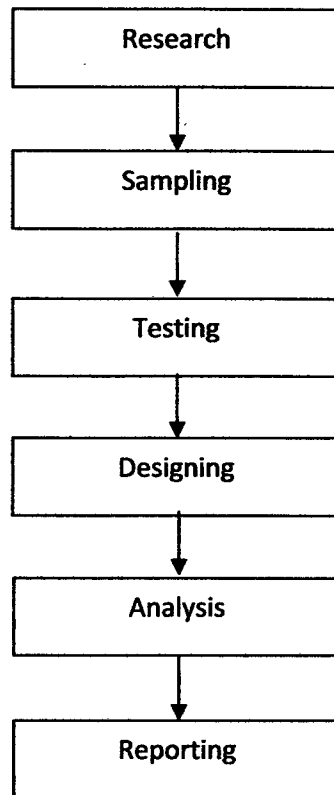 Research
Sampling
Testing
Designing
Analysis
Reporting